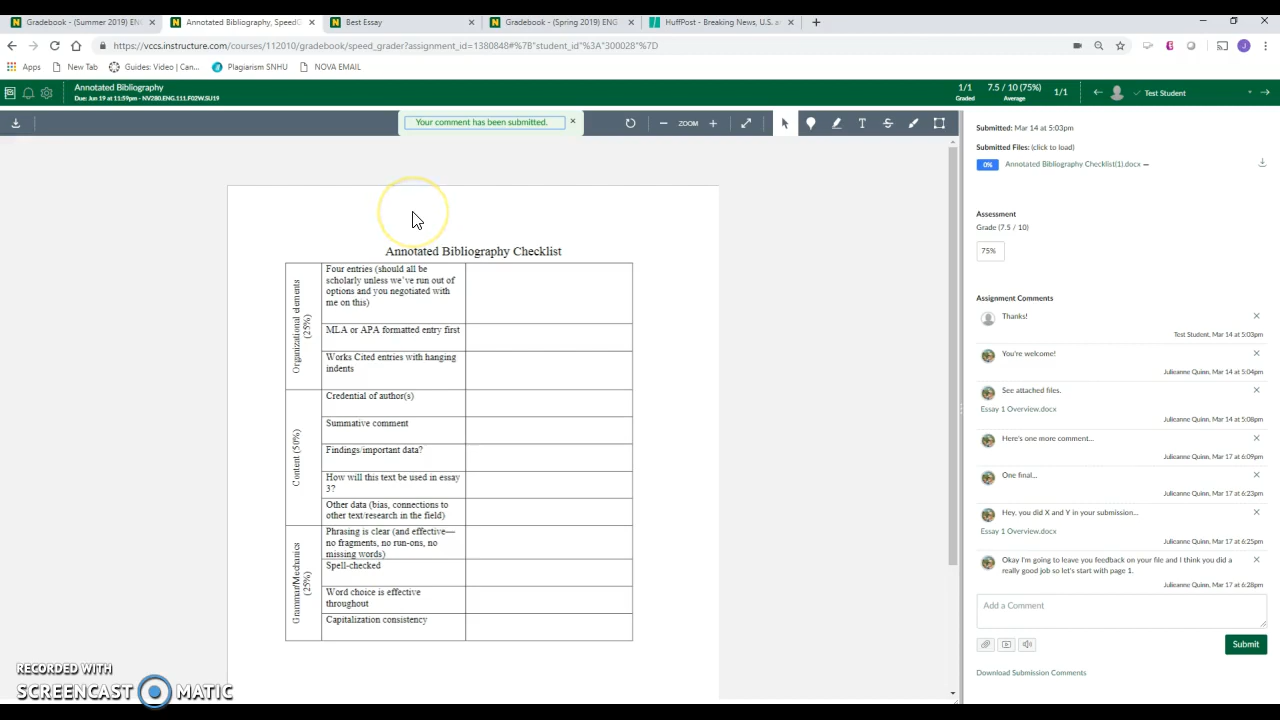 Gradebook - (Summer 2019) ENG
Annotated Bibliography, SpeedG
Best Essay
Gradebook - (Spring 2019) ENG
HuffPost - Breaking News, U.S. a
https://vccs.instructure.com/courses/112010/gradebook/speed_grader?assignment_id=1380848#%7B"student_id"%3A"300028"%7D
Apps
New Tab
Guides: Video | Can...
Plagiarism SNHU
NOVA EMAIL
Annotated Bibliography
Due: Jun 19 at 11:59pm - NV280.ENG.111.F02W.SU19
1/1
Graded
7.5 / 10 (75%)
Average
1/1
Test Student
Your comment has been submitted.
ZOOM
Annotated Bibliography Checklist
Organizational elements
(25%)
Four entries (should all be
scholarly unless we've run out of
options and you negotiated with
me on this)
MLA or APA formatted entry first
Works Cited entries with hanging
indents
Content (50%)
Credential of author(s)
Summative comment
Findings/important data?
How will this text be used in essay
3?
Other data (bias, connections to
other text/research in the field)
Grammar/Mechanics
(25%)
Phrasing is clear (and effective—
no fragments, no run-ons, no
missing words)
Spell-checked
Word choice is effective
throughout
Capitalization consistency
Submitted: Mar 14 at 5:03pm
Submitted Files: (click to load)
0%
Annotated Bibliography Checklist(1).docx
Assessment
Grade (7.5 / 10)
75%
Assignment Comments
Thanks!
Test Student, Mar 14 at 5:03pm
You're welcome!
Julieanne Quinn, Mar 14 at 5:04pm
See attached files.
Essay 1 Overview.docx
Julieanne Quinn, Mar 14 at 5:08pm
Here's one more comment...
Julieanne Quinn, Mar 17 at 6:09pm
One final...
Julieanne Quinn, Mar 17 at 6:23pm
Hey, you did X and Y in your submission...
Essay 1 Overview.docx
Julieanne Quinn, Mar 17 at 6:25pm
Okay I'm going to leave you feedback on your file and I think you did a
really good job so let's start with page 1.
Julieanne Quinn, Mar 17 at 6:28pm
Add a Comment
Submit
Download Submission Comments
RECORDED WITH
SCREENCAST MATIC